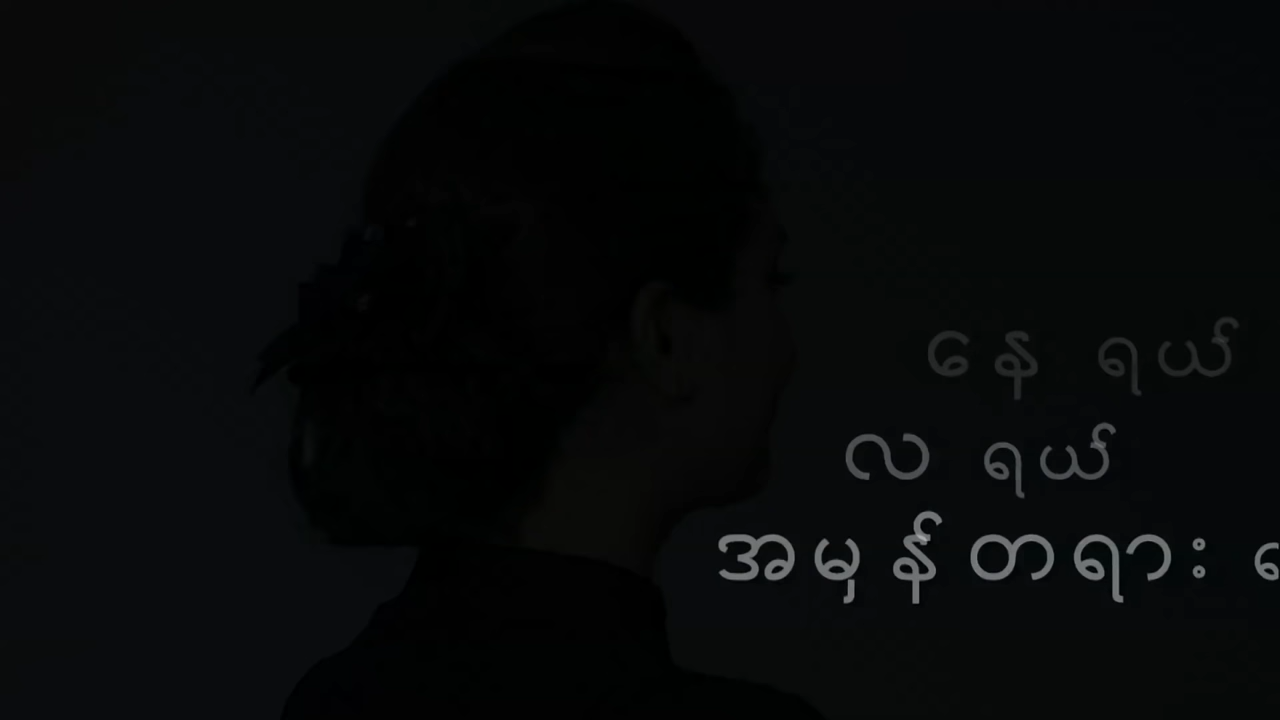 နေ ရယ်
လ ရယ်
အမှန်တရား